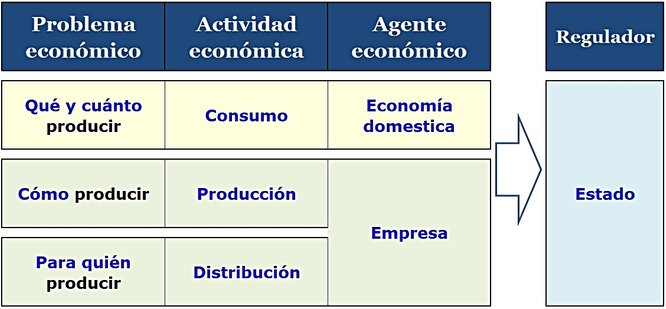 Problema económico
Actividad económica
Agente económico
Regulador
Qué y cuánto producir
Consumo
Economía domestica
Cómo producir
Producción
Empresa
Estado
Para quién producir
Distribución